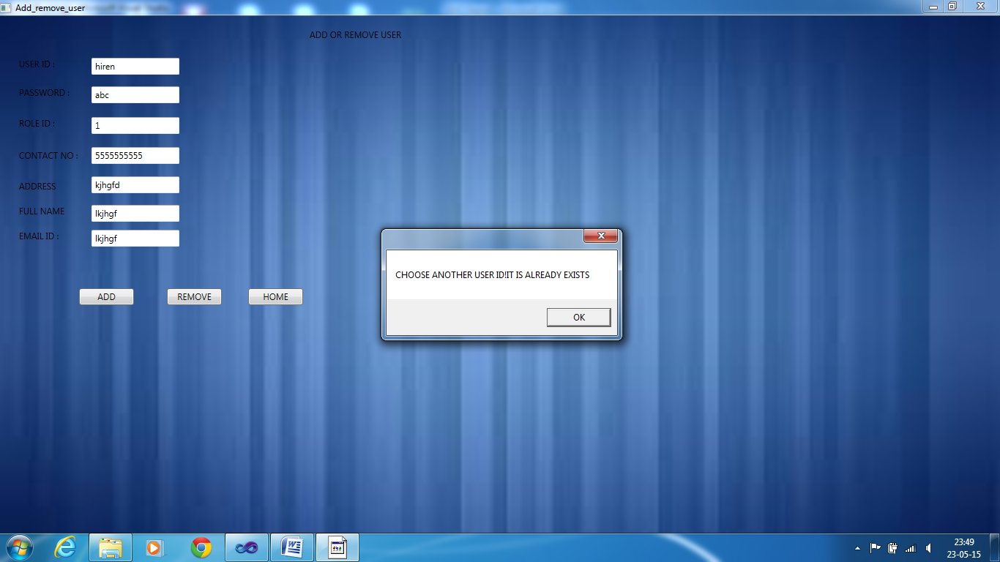 Add_remove_user
ADD OR REMOVE USER
USER ID :
hiren
PASSWORD :
abc
ROLE ID :
1
CONTACT NO :
5555555555
ADDRESS
kjhgfd
FULL NAME
lkjhgf
EMAIL ID :
lkjhgf
ADD
REMOVE
HOME
CHOOSE ANOTHER USER ID!IT IS ALREADY EXISTS
OK
23:49
23-05-15